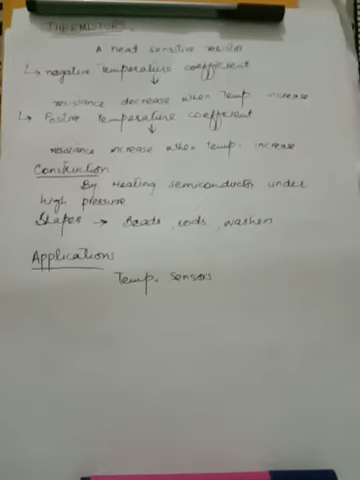 THERMISTORS
A heat sensitive resistor
↳ negative temperature coefficient
↓
resistance decrease when temp increase
↳ Positive temperature coefficient
↓
resistance increase when temp. increase
Construction
By Heating semiconductor under
high pressure
Shapes → Beads, rods, washer
Applications
Temp. sensors